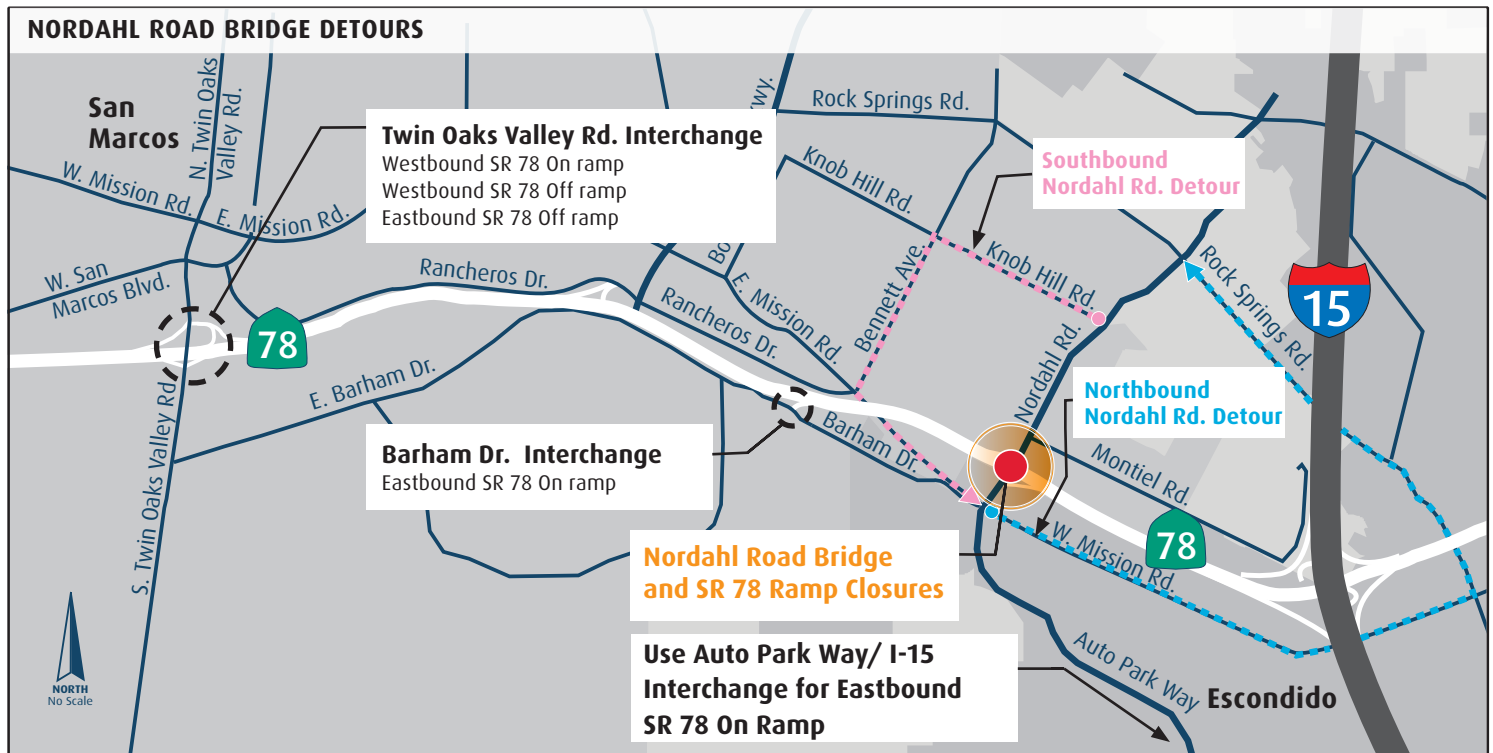 NORDAHL ROAD BRIDGE DETOURS
San
Marcos
N. Twin Oaks
Valley Rd.
W. Mission Rd.
E. Mission Rd.
W. San
Marcos Blvd.
Twin Oaks Valley Rd. Interchange
Westbound SR 78 On ramp
Westbound SR 78 Off ramp
Eastbound SR 78 Off ramp
wy.
Rock Springs Rd.
Southbound
Nordahl Rd. Detour
Knob Hill Rd.
Bo
Bennett Ave.
Knob Hill Rd.
Rock Springs Rd.
15
Rancheros Dr.
Rancheros Dr.
E. Mission Rd.
78
Nordahl Rd.
Northbound
Nordahl Rd. Detour
E. Barham Dr.
S. Twin Oaks Valley Rd
Barham Dr. Interchange
Eastbound SR 78 On ramp
Barham Dr.
Montiel Rd.
78
W. Mission Rd.
Nordahl Road Bridge
and SR 78 Ramp Closures
Use Auto Park Way/ I-15
Interchange for Eastbound
SR 78 On Ramp
Auto Park Way
Escondido
NORTH
No Scale